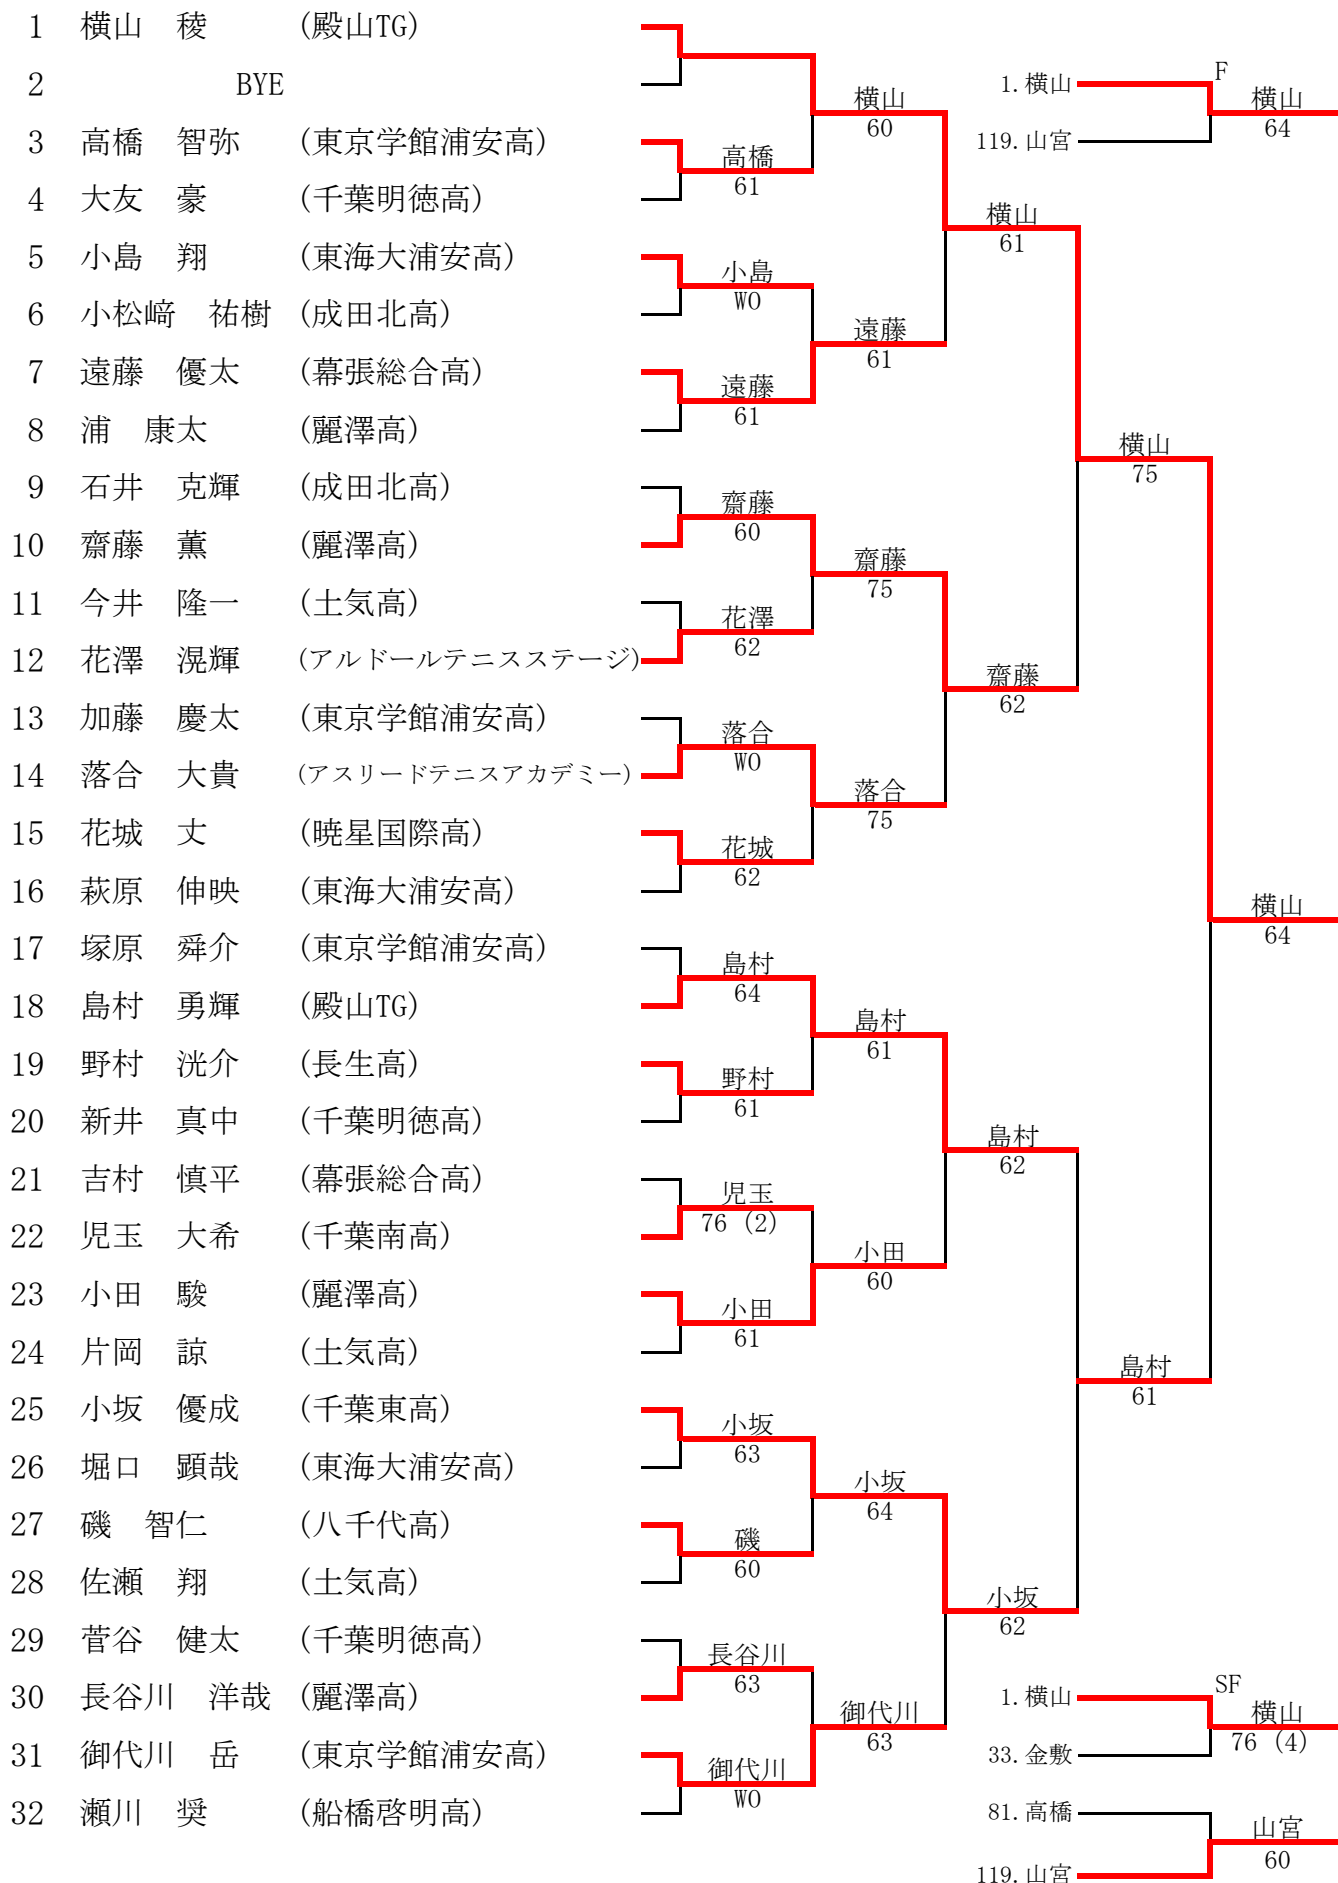 1 横山　稜 (殿山TG)
2 BYE
3 高橋　智弥 (東京学館浦安高)
4 大友　豪 (千葉明徳高)
5 小島　翔 (東海大浦安高)
6 小松﨑　祐樹 (成田北高)
7 遠藤　優太 (幕張総合高)
8 浦　康太 (麗澤高)
9 石井　克輝 (成田北高)
10 齋藤　薫 (麗澤高)
11 今井　隆一 (土気高)
12 花澤　滉輝 (アルドールテニスステージ)
13 加藤　慶太 (東京学館浦安高)
14 落合　大貴 (アスリードテニスアカデミー)
15 花城　丈 (暁星国際高)
16 萩原　伸映 (東海大浦安高)
17 塚原　舜介 (東京学館浦安高)
18 島村　勇輝 (殿山TG)
19 野村　洸介 (長生高)
20 新井　真中 (千葉明徳高)
21 吉村　慎平 (幕張総合高)
22 児玉　大希 (千葉南高)
23 小田　駿 (麗澤高)
24 片岡　諒 (土気高)
25 小坂　優成 (千葉東高)
26 堀口　顕哉 (東海大浦安高)
27 磯　智仁 (八千代高)
28 佐瀬　翔 (土気高)
29 菅谷　健太 (千葉明徳高)
30 長谷川　洋哉 (麗澤高)
31 御代川　岳 (東京学館浦安高)
32 瀬川　奨 (船橋啓明高)
高橋
61
小島
WO
遠藤
61
齋藤
60
花澤
62
落合
WO
花城
62
島村
64
野村
61
児玉
76 (2)
小田
61
小坂
63
磯
60
長谷川
63
御代川
WO
横山
60
遠藤
61
齋藤
75
落合
75
島村
61
小田
60
小坂
64
御代川
63
横山
61
齋藤
62
島村
62
小坂
62
横山
75
島村
61
横山
64
F
1.横山
119.山宮
横山
64
SF
1.横山
33.金敷
横山
76 (4)
81.高橋
119.山宮
山宮
60